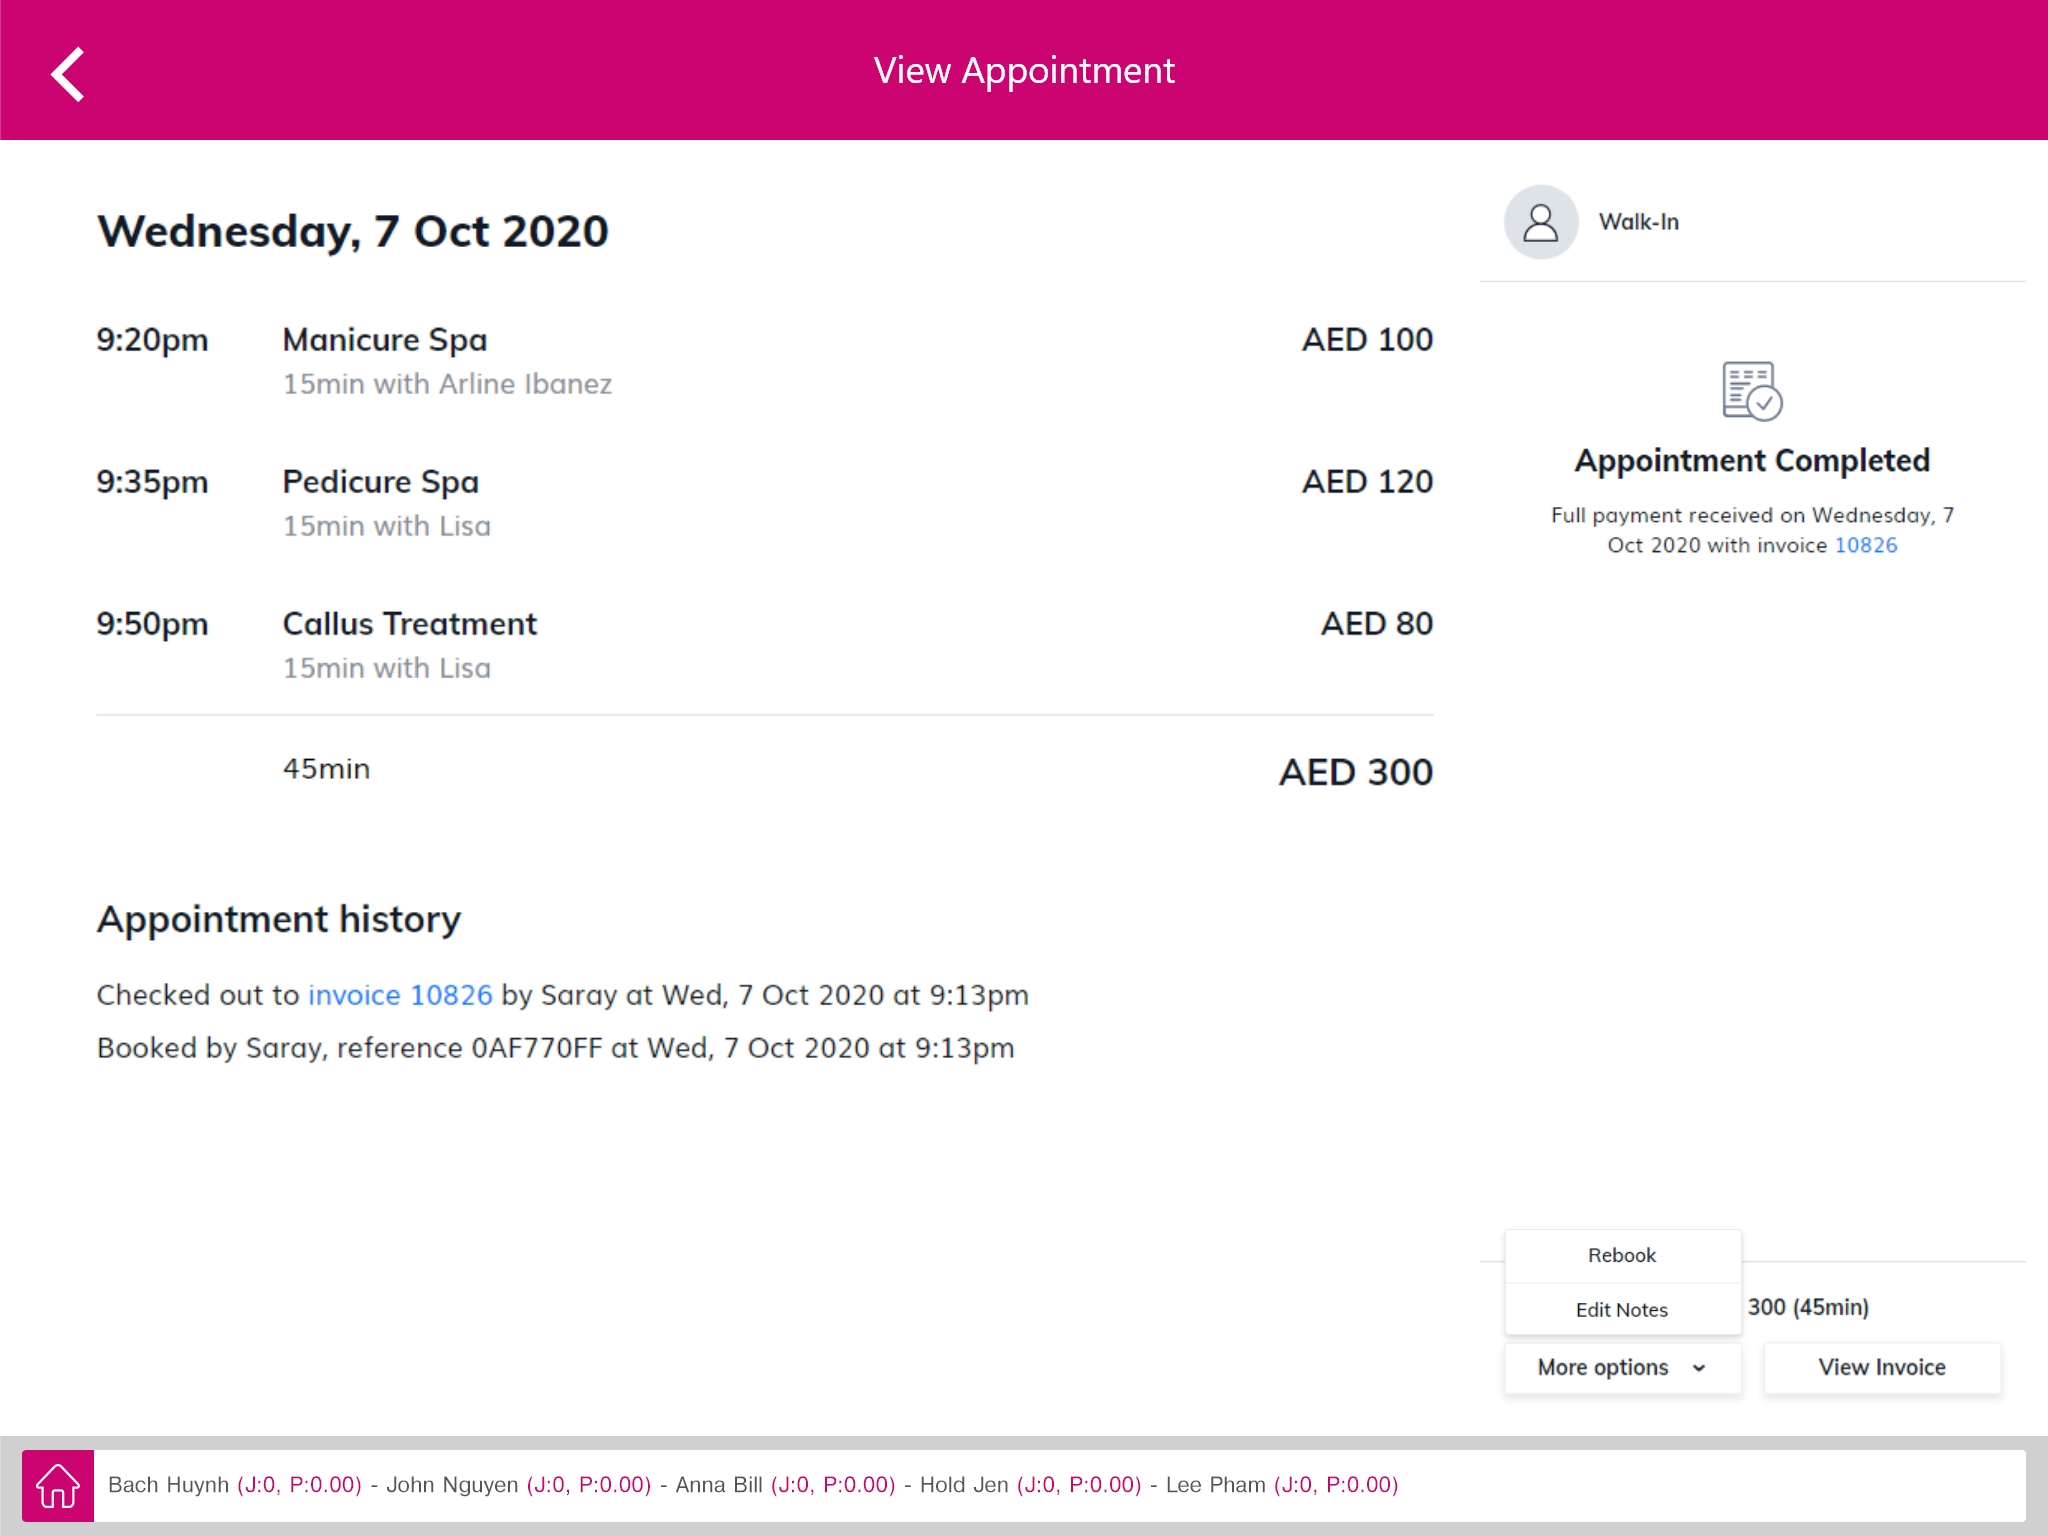 View Appointment
Wednesday, 7 Oct 2020
9:20pm Manicure Spa AED 100
15min with Arline Ibanez
9:35pm Pedicure Spa AED 120
15min with Lisa
9:50pm Callus Treatment AED 80
15min with Lisa
45min AED 300
Appointment history
Checked out to invoice 10826 by Saray at Wed, 7 Oct 2020 at 9:13pm
Booked by Saray, reference 0AF770FF at Wed, 7 Oct 2020 at 9:13pm
Walk-In
Appointment Completed
Full payment received on Wednesday, 7
Oct 2020 with invoice 10826
Rebook
Edit Notes
300 (45min)
More options
View Invoice
Bach Huynh (J:0, P:0.00) - John Nguyen (J:0, P:0.00) - Anna Bill (J:0, P:0.00) - Hold Jen (J:0, P:0.00) - Lee Pham (J:0, P:0.00)